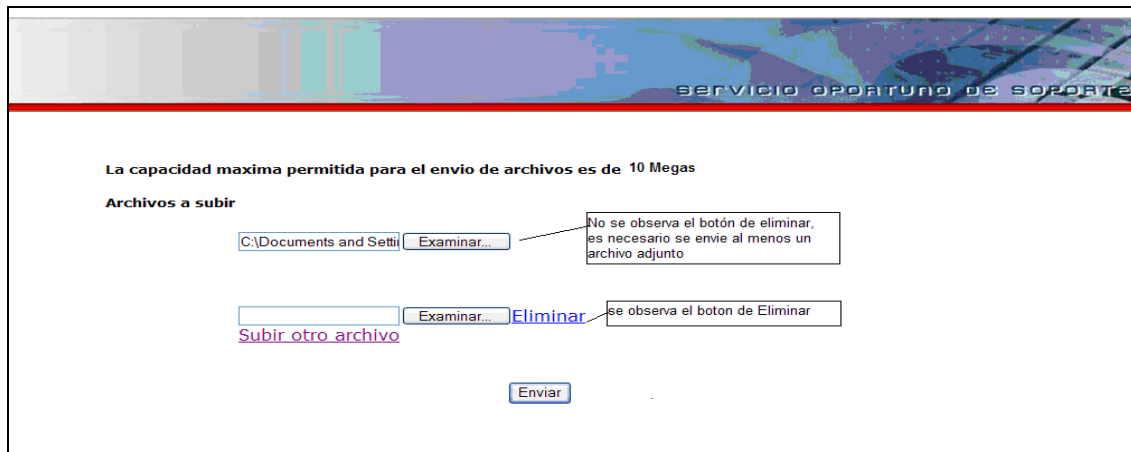 servicio oportuno de soporte
La capacidad maxima permitida para el envio de archivos es de 10 Megas
Archivos a subir
C:\Documents and Setti Examinar...
No se observa el botón de eliminar,
es necesario se envie al menos un
archivo adjunto
Examinar... Eliminar
se observa el boton de Eliminar
Subir otro archivo
Enviar